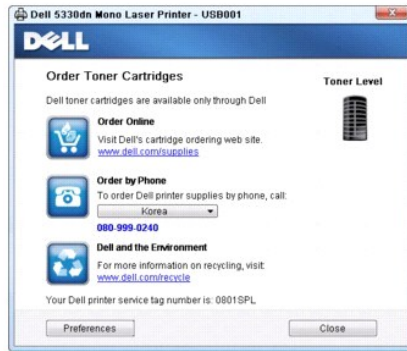 Dell 5330dn Mono Laser Printer - USB001
DELL
Order Toner Cartridges
Toner Level
Dell toner cartridges are available only through Dell
Order Online
Visit Dell's cartridge ordering web site.
www.dell.com/supplies
Order by Phone
To order Dell printer supplies by phone, call:
Korea
080-999-0240
Dell and the Environment
For more information on recycling, visit:
www.dell.com/recycle
Your Dell printer service tag number is: 0801SPL
Preferences
Close